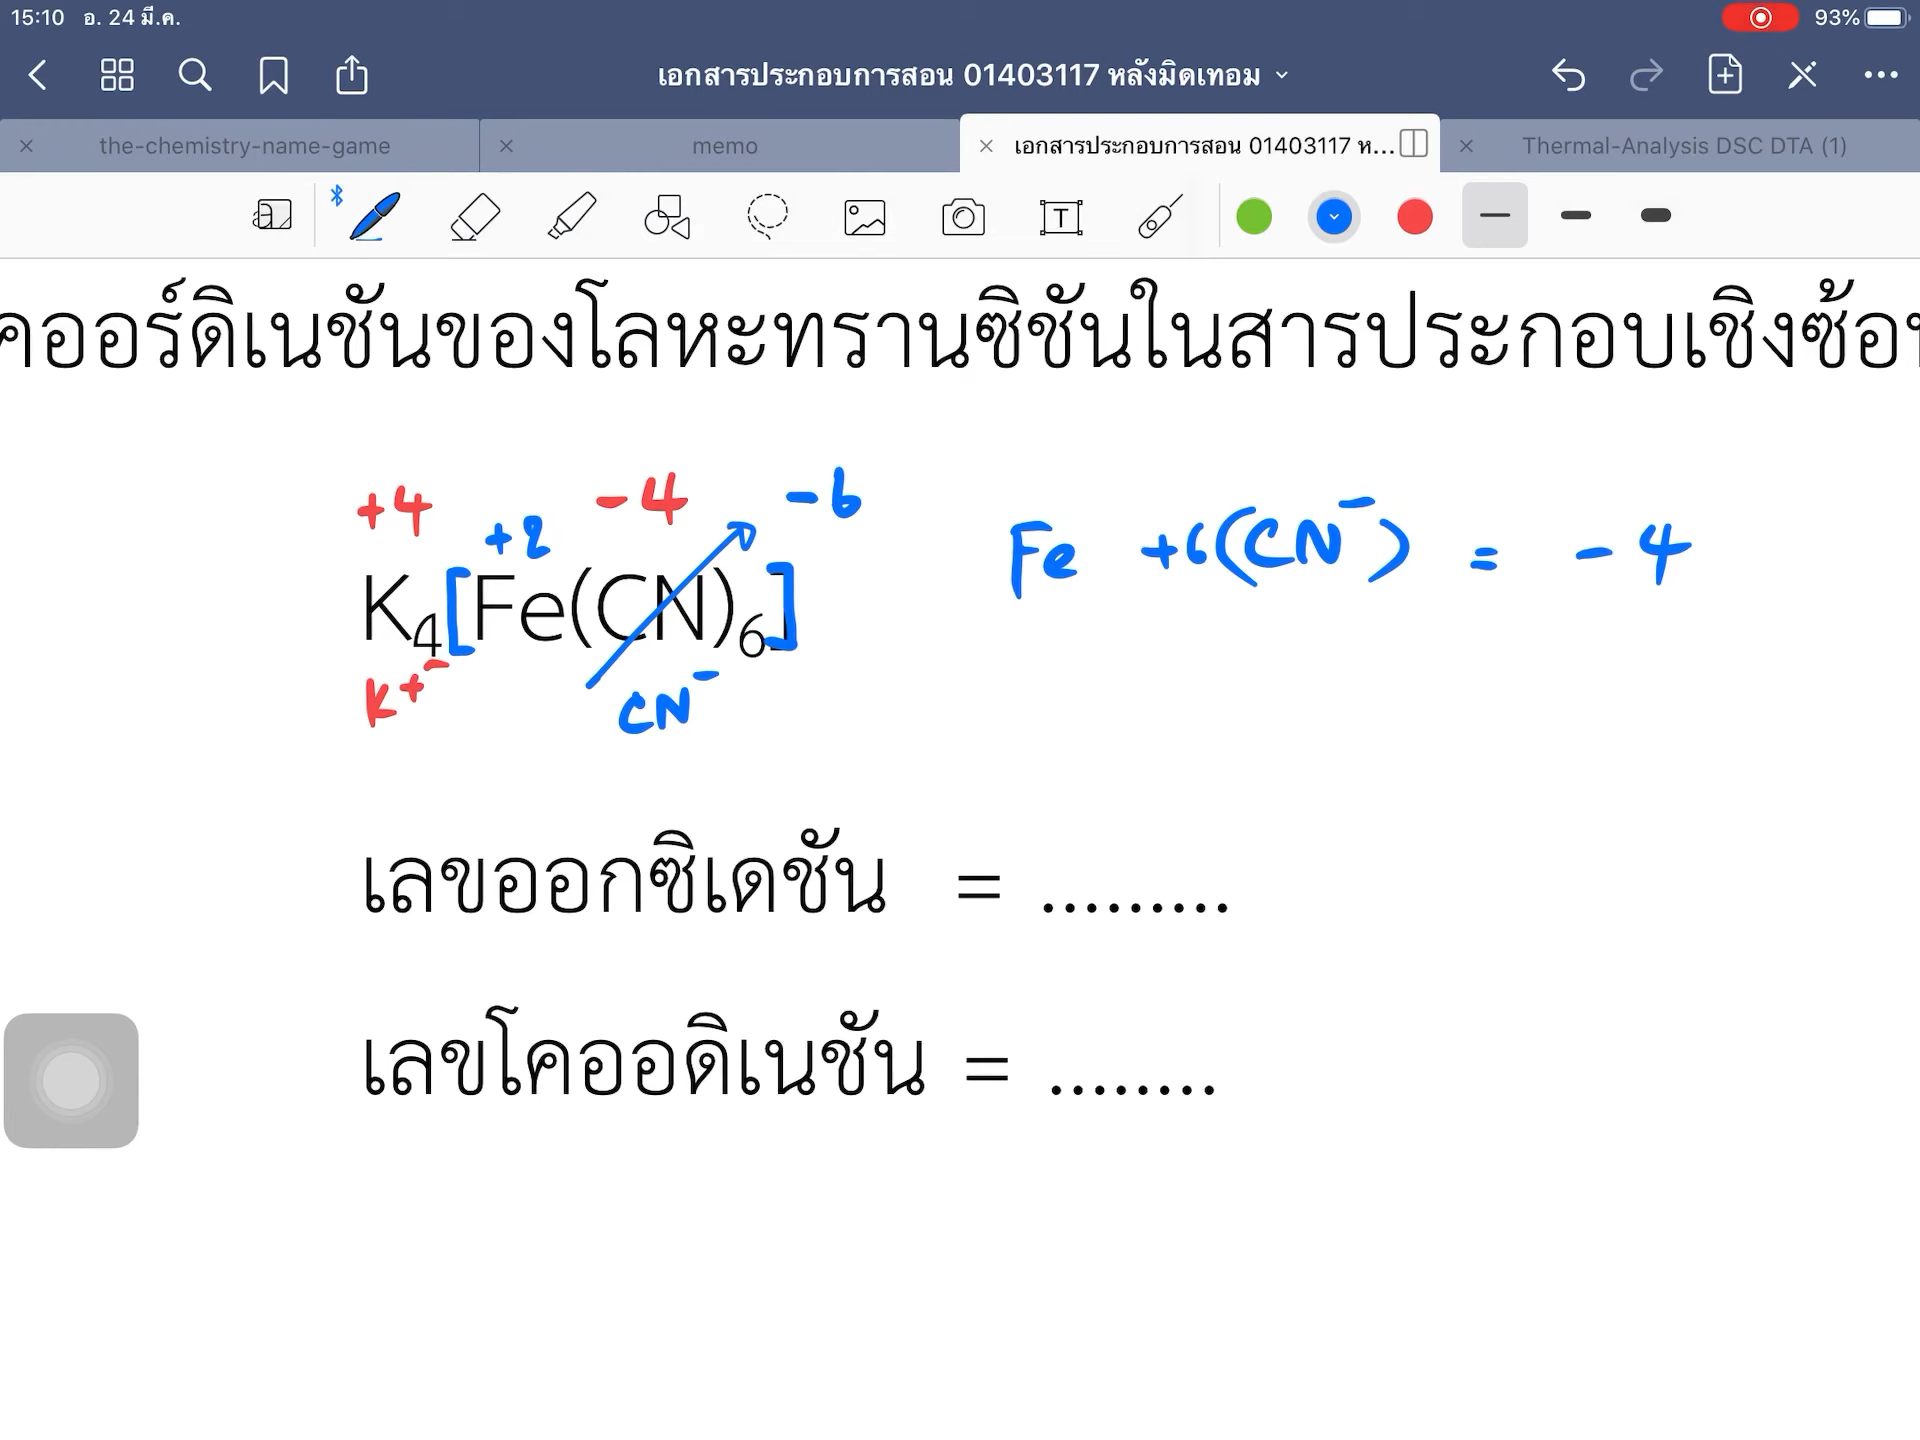 15:10 อ. 24 มี.ค. 93%
เอกสารประกอบการสอน 01403117 หลังมิดเทอม
the-chemistry-name-game memo เอกสารประกอบการสอน 01403117 ห... Thermal-Analysis DSC DTA (1)
คออร์ดิเนชันของโลหะทรานซิชันในสารประกอบเชิงซ้อ
+4 +2 -4 -6
K4[Fe(CN)6] Fe +6(CN⁻) = -4
K+ CN⁻
เลขออกซิเดชัน = .........
เลขโคออดิเนชัน = ........